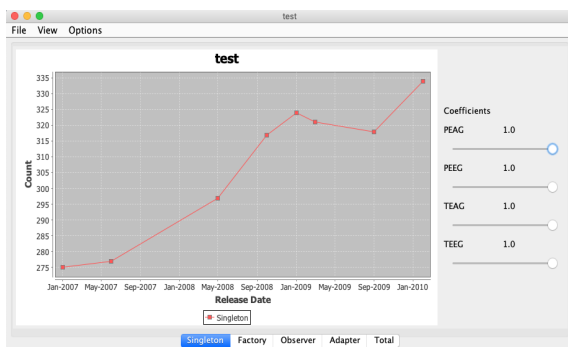 test
File View Options
test
335
330
325
320
315
310
305
300
295
290
285
280
275
Count
Jan-2007 May-2007 Sep-2007 Jan-2008 May-2008 Sep-2008 Jan-2009 May-2009 Sep-2009 Jan-2010
Release Date
Singleton
Coefficients
PEAG 1.0
PEEG 1.0
TEAG 1.0
TEEG 1.0
Singleton Factory Observer Adapter Total